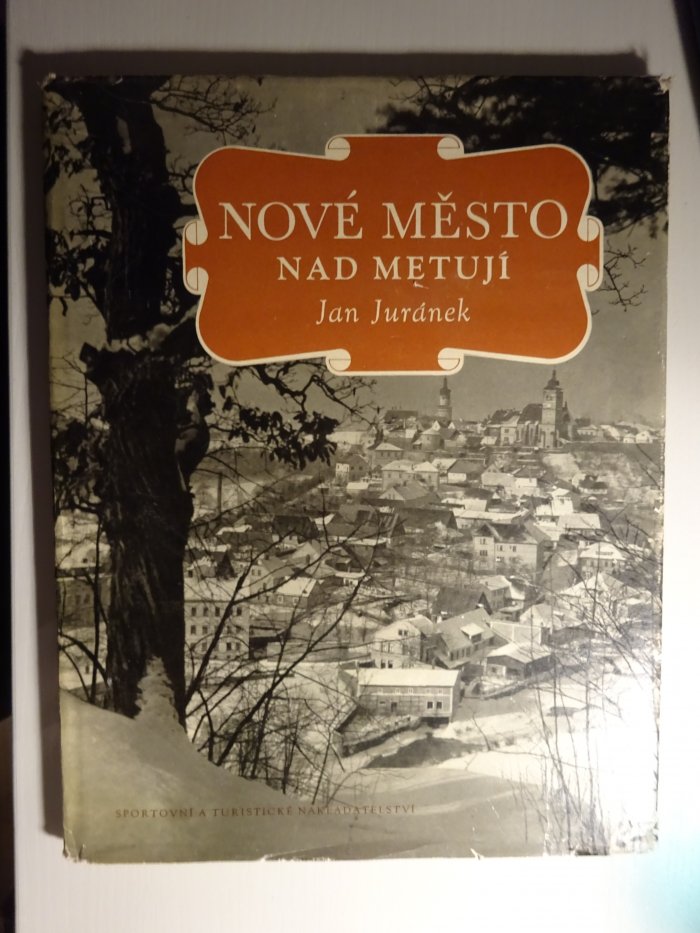 NOVÉ MĚSTO
NAD METUJÍ
Jan Juránek
SPORTOVNÍ A TURISTICKÉ NAKLADATELSTVÍ